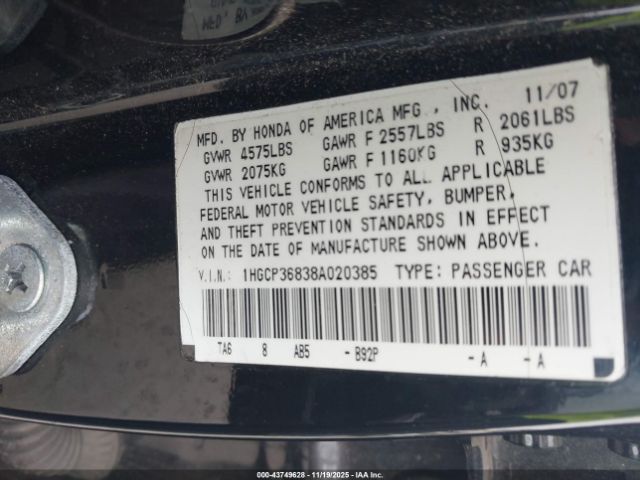 MFD. BY HONDA OF AMERICA MFG., INC. 11/07
GVWR 4575LBS GAWR F 2557LBS R 2061LBS
GVWR 2075KG GAWR F 1160KG R 935KG
THIS VEHICLE CONFORMS TO ALL APPLICABLE
FEDERAL MOTOR VEHICLE SAFETY, BUMPER,
AND THEFT PREVENTION STANDARDS IN EFFECT
ON THE DATE OF MANUFACTURE SHOWN ABOVE.
V.I.N.: 1HGCP36838A020385 TYPE: PASSENGER CAR
TA6 8 AB5 - B92P - A - A
000-43749628 - 11/19/2025 - IAA Inc.